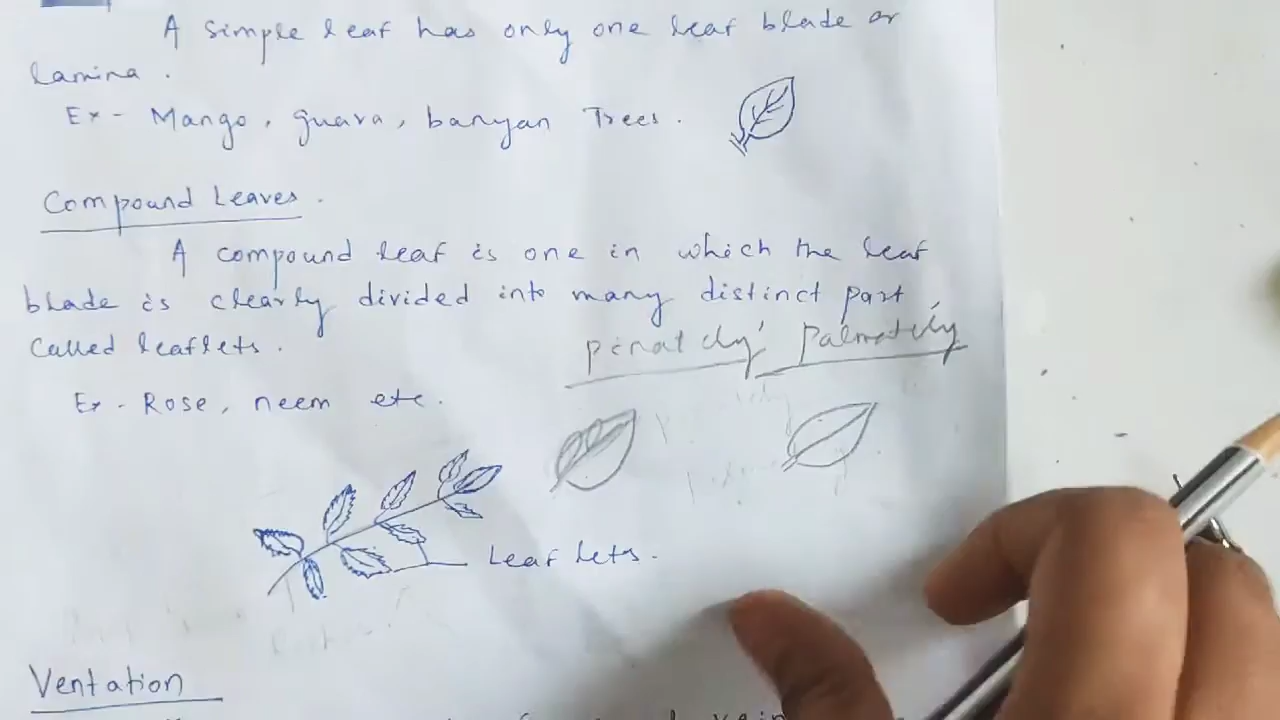 A simple leaf has only one leaf blade or
lamina .
Ex - Mango, guava, banyan Trees .
Compound Leaves .
A compound leaf is one in which the leaf
blade is clearly divided into many distinct part
called leaflets .
pinately, palmately
Ex - Rose, neem etc .
Leaf lets .
Ventation